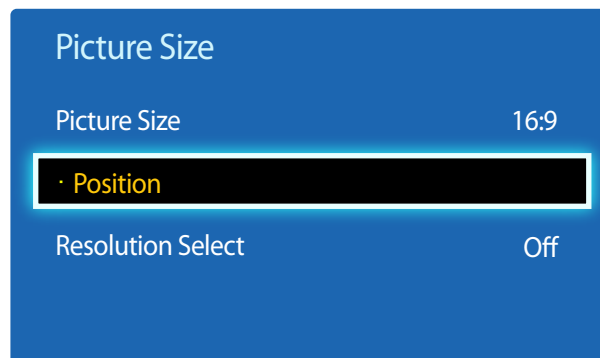 Picture Size
Picture Size 16:9
· Position
Resolution Select Off